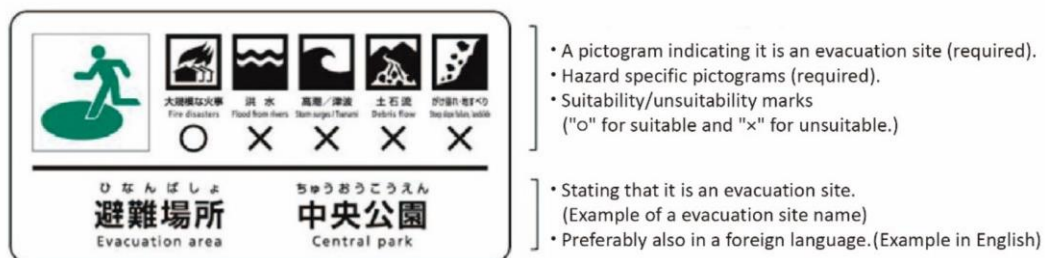 大規模な火事
Fire disasters
○
洪水
Flood from rivers
×
高潮／津波
Storm surges / Tsunami
×
土石流
Debris flow
×
がけ崩れ・地すべり
Steep slope failure, landslide
×
ひなんばしょ
避難場所
Evacuation area
ちゅうおうこうえん
中央公園
Central park
・A pictogram indicating it is an evacuation site (required).
・Hazard specific pictograms (required).
・Suitability/unsuitability marks
("○" for suitable and "×" for unsuitable.)
・Stating that it is an evacuation site.
(Example of a evacuation site name)
・Preferably also in a foreign language.(Example in English)